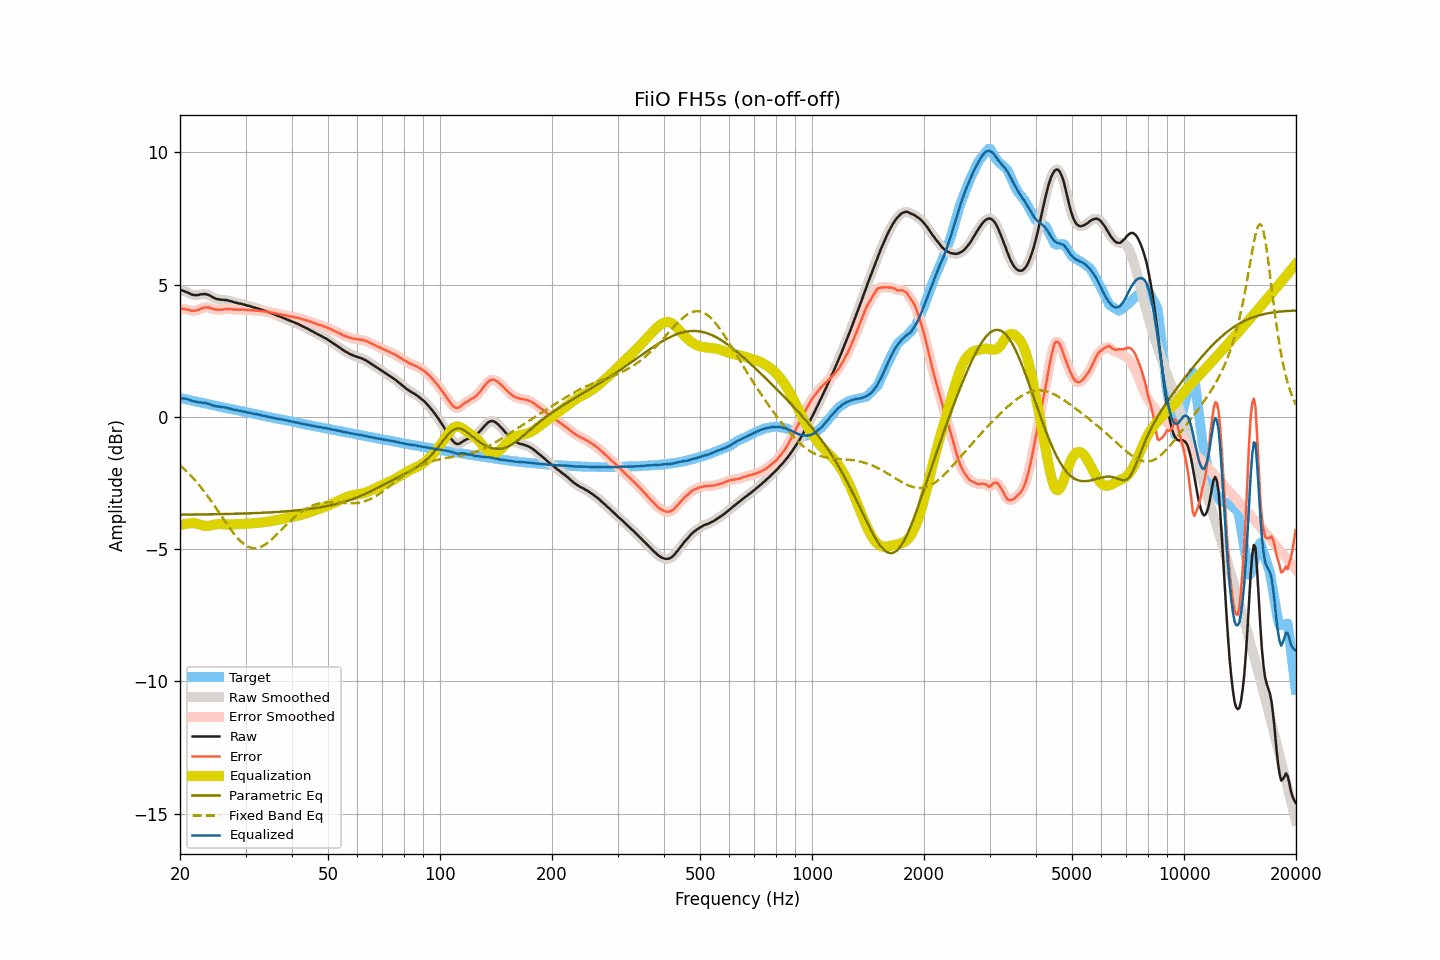 FiiO FH5s (on-off-off)
Amplitude (dBr)
10
5
0
−5
−10
−15
Target
Raw Smoothed
Error Smoothed
Raw
Error
Equalization
Parametric Eq
Fixed Band Eq
Equalized
20 50 100 200 500 1000 2000 5000 10000 20000
Frequency (Hz)